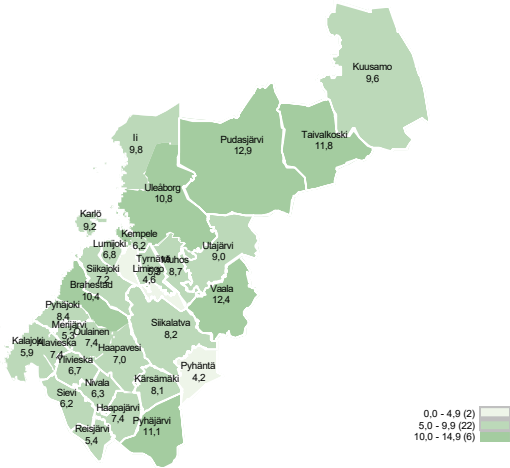 Kuusamo
9,6
Ii
9,8
Pudasjärvi
12,9
Taivalkoski
11,8
Uleåborg
10,8
Karlö
9,2
Kempele
6,2
Lumijoki
6,8
Utajärvi
9,0
Tyrnävä
Muhos
8,7
Limingo
4,6
Siikajoki
7,2
Brahestad
10,4
Vaala
12,4
Pyhäjoki
8,4
Siikalatva
8,2
Merijärvi
5,3
Oulainen
7,4
Kalajoki
5,9
Alavieska
7,4
Haapavesi
7,0
Ylivieska
6,7
Pyhäntä
4,2
Kärsämäki
8,1
Nivala
6,3
Sievi
6,2
Haapajärvi
7,4
Reisjärvi
5,4
Pyhäjärvi
11,1
0,0 - 4,9 (2)
5,0 - 9,9 (22)
10,0 - 14,9 (6)